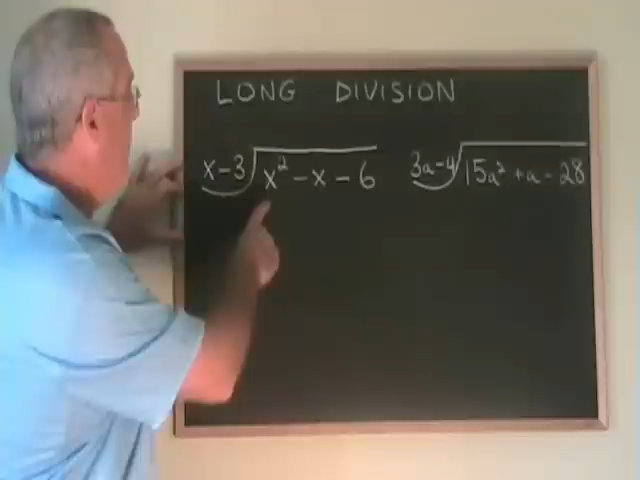 LONG DIVISION
x-3 x² - x - 6
3a-4 15a² + a - 28